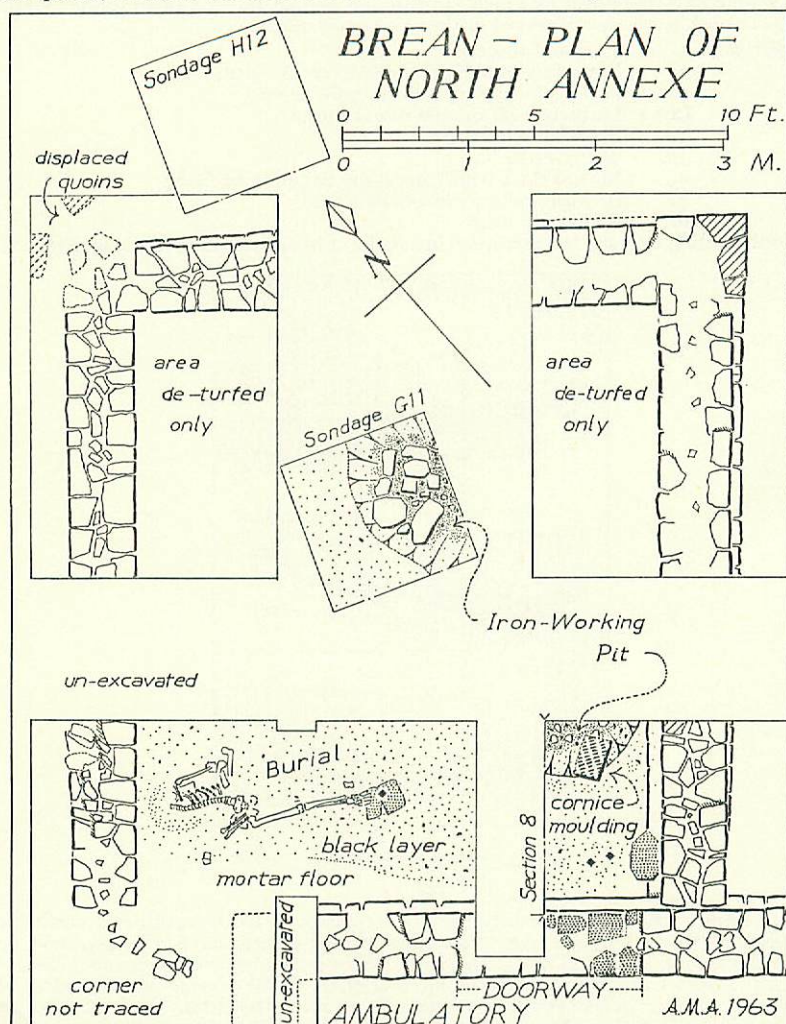 BREAN – PLAN OF
NORTH ANNEXE
Sondage H12
0 5 10 Ft.
0 1 2 3 M.
displaced
quoins
N
area
de-turfed
only
area
de-turfed
only
Sondage G11
Iron-Working
Pit
un-excavated
Burial
black layer
mortar floor
Section 8
cornice
moulding
un-excavated
corner
not traced
AMBULATORY
DOORWAY
A.M.A. 1963